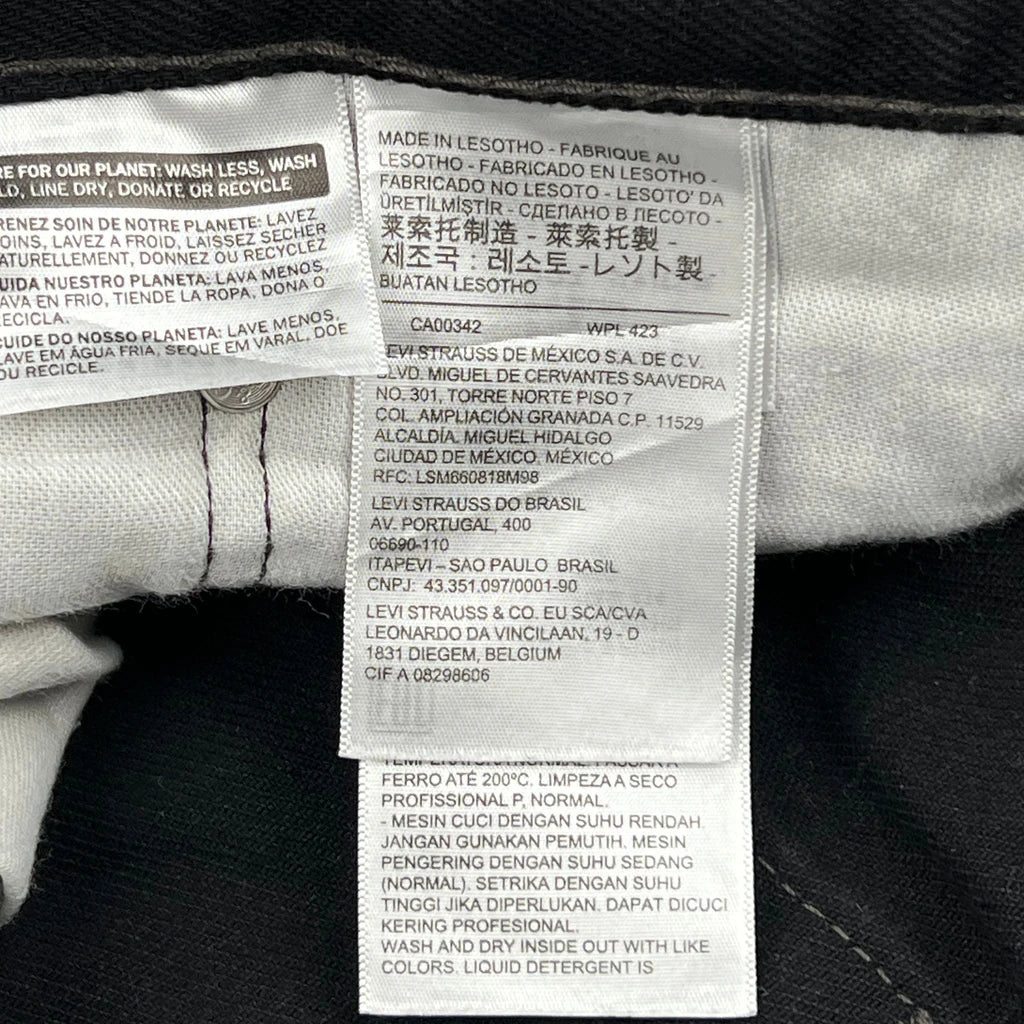 RE FOR OUR PLANET: WASH LESS, WASH
LD, LINE DRY, DONATE OR RECYCLE
RENEZ SOIN DE NOTRE PLANETE: LAVEZ
OINS, LAVEZ A FROID, LAISSEZ SECHER
ATURELLEMENT, DONNEZ OU RECYCLEZ
UIDA NUESTRO PLANETA: LAVA MENOS,
AVA EN FRIO, TIENDE LA ROPA, DONA O
RECICLA.
CUIDE DO NOSSO PLANETA: LAVE MENOS,
LAVE EM ÁGUA FRIA, SEQUE EM VARAL, DOE
OU RECICLE.
MADE IN LESOTHO - FABRIQUE AU
LESOTHO - FABRICADO EN LESOTHO -
FABRICADO NO LESOTO - LESOTO' DA
ÜRETİLMİŞTİR - СДЕЛАНО В ЛЕСОТО -
莱索托制造 - 萊索托製 -
제조국 : 레소토 -レソト製 -
BUATAN LESOTHO
CA00342 WPL 423
LEVI STRAUSS DE MÉXICO S.A. DE C.V.
BLVD. MIGUEL DE CERVANTES SAAVEDRA
NO. 301, TORRE NORTE PISO 7
COL. AMPLIACIÓN GRANADA C.P. 11529
ALCALDÍA. MIGUEL HIDALGO
CIUDAD DE MÉXICO, MÉXICO
RFC: LSM660818M98
LEVI STRAUSS DO BRASIL
AV. PORTUGAL, 400
06690-110
ITAPEVI – SAO PAULO BRASIL
CNPJ: 43.351.097/0001-90
LEVI STRAUSS & CO. EU SCA/CVA
LEONARDO DA VINCILAAN, 19 - D
1831 DIEGEM, BELGIUM
CIF A 08298606
FERRO ATÉ 200ºC. LIMPEZA A SECO
PROFISSIONAL P, NORMAL.
- MESIN CUCI DENGAN SUHU RENDAH.
JANGAN GUNAKAN PEMUTIH. MESIN
PENGERING DENGAN SUHU SEDANG
(NORMAL). SETRIKA DENGAN SUHU
TINGGI JIKA DIPERLUKAN. DAPAT DICUCI
KERING PROFESIONAL.
WASH AND DRY INSIDE OUT WITH LIKE
COLORS. LIQUID DETERGENT IS